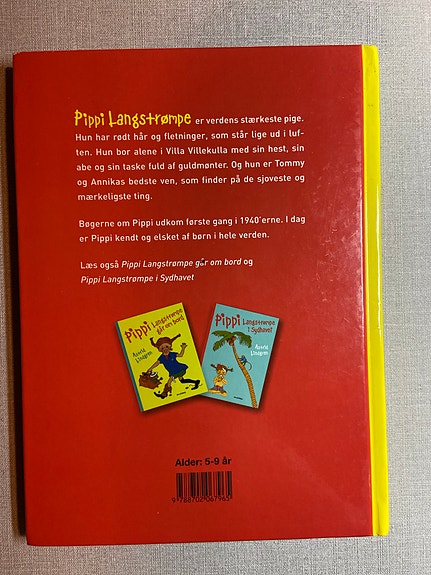 Pippi Langstrømpe er verdens stærkeste pige.
Hun har rødt hår og fletninger, som står lige ud i luf-
ten. Hun bor alene i Villa Villekulla med sin hest, sin
abe og sin taske fuld af guldmønter. Og hun er Tommy
og Annikas bedste ven, som finder på de sjoveste og
mærkeligste ting.
Bøgerne om Pippi udkom første gang i 1940'erne. I dag
er Pippi kendt og elsket af børn i hele verden.
Læs også Pippi Langstrømpe går om bord og
Pippi Langstrømpe i Sydhavet
Pippi Langstrømpe
går om bord
Astrid
Lindgren
Pippi Langstrømpe
i Sydhavet
Astrid
Lindgren
Alder: 5-9 år
9 788702 067965